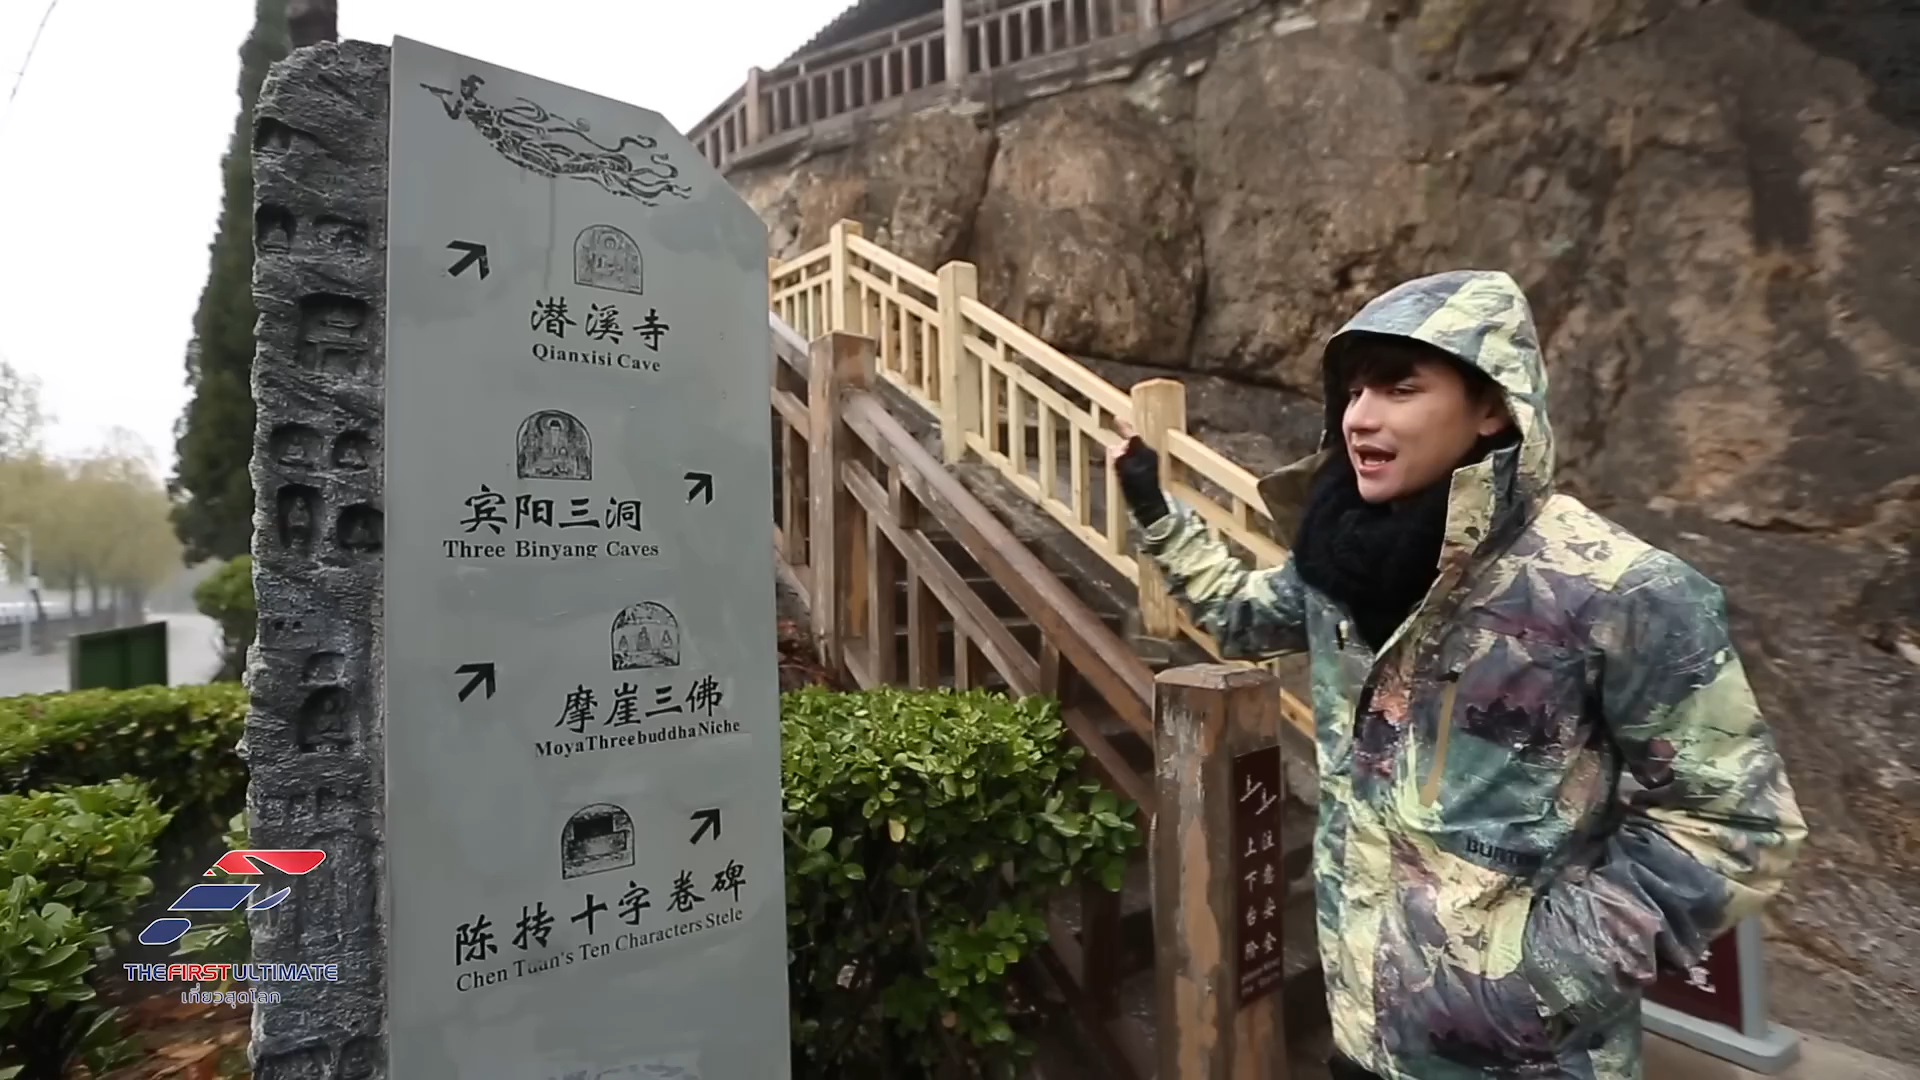 潜溪寺
Qianxisi Cave
宾阳三洞
Three Binyang Caves
摩崖三佛
MoyaThreebuddhaNiche
陈抟十字卷碑
Chen Tuan's Ten Characters Stele
注意安全
上下台阶
THE FIRST ULTIMATE
เที่ยวสุดโลก